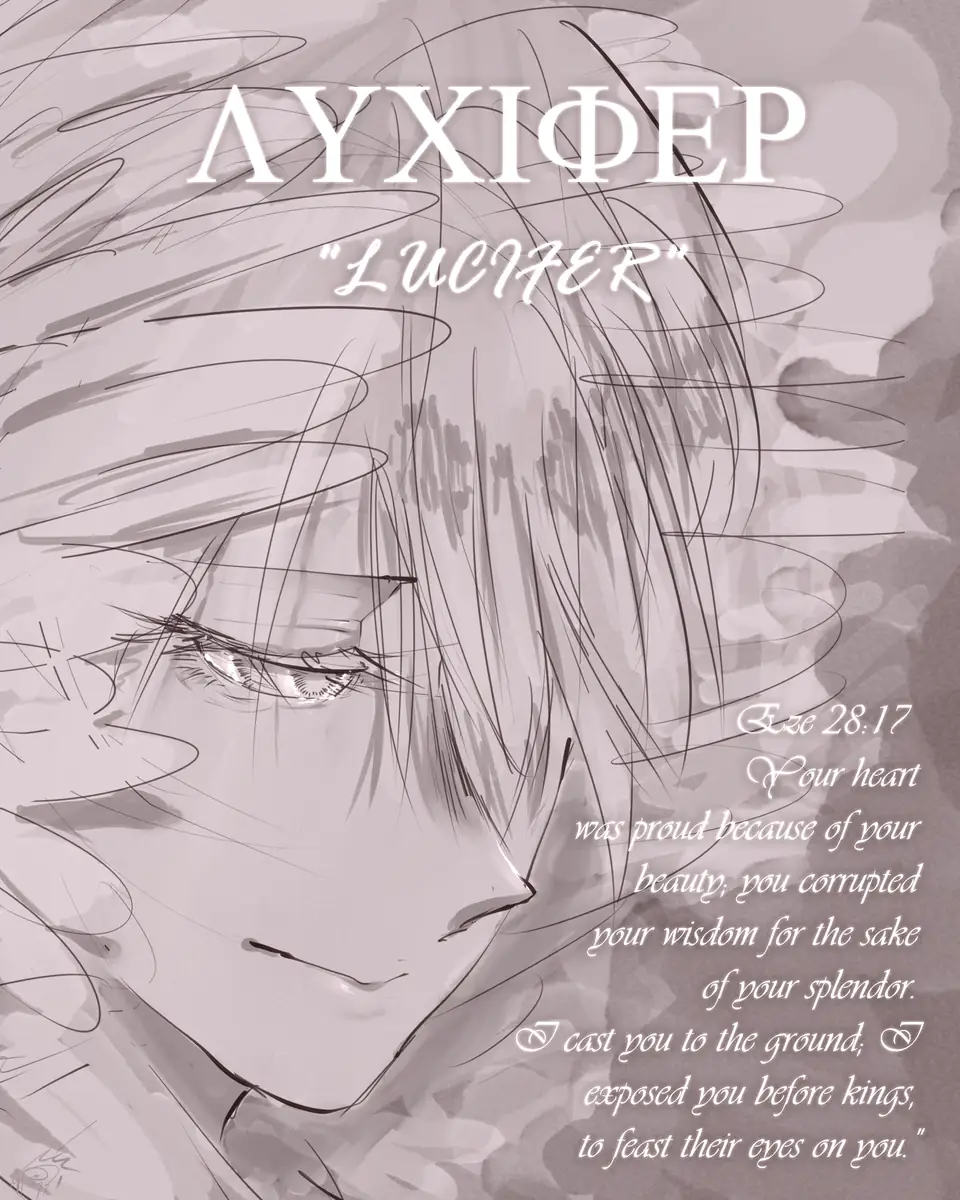 ΛΥΧΙΦΕΡ
"LUCIFER"
Eze 28:17
Your heart
was proud because of your
beauty; you corrupted
your wisdom for the sake
of your splendor.
I cast you to the ground; I
exposed you before kings,
to feast their eyes on you."